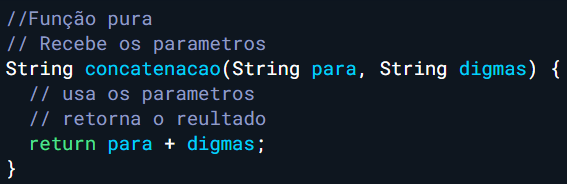 //Função pura
// Recebe os parametros
String concatenacao(String para, String digmas) {
  // usa os parametros
  // retorna o reultado
  return para + digmas;
}